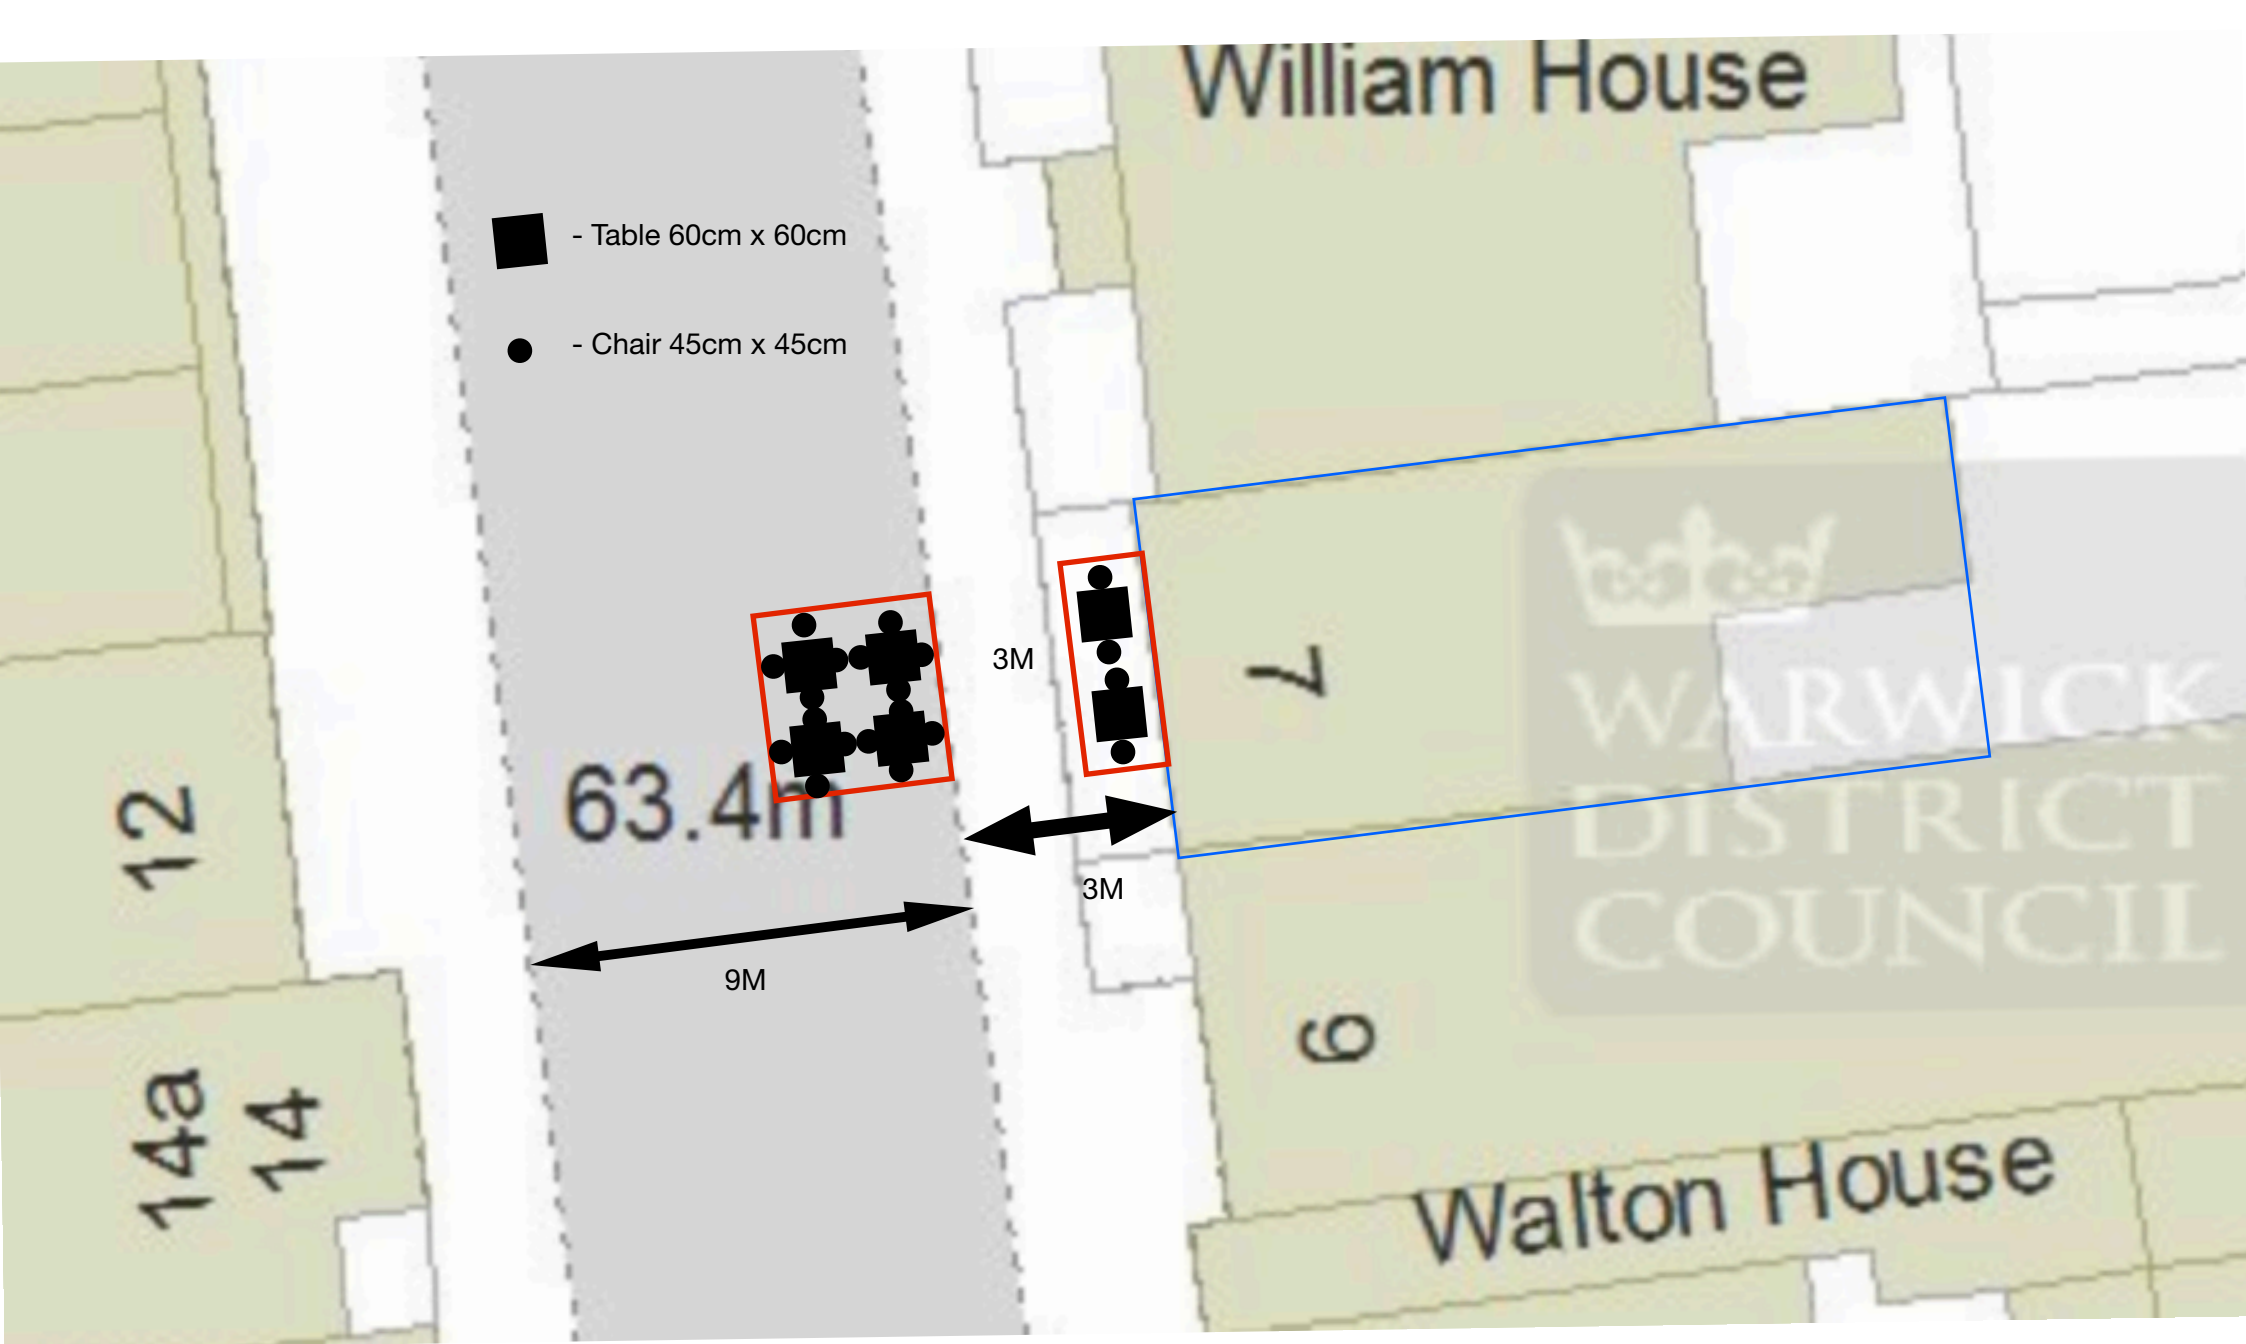 William House
- Table 60cm x 60cm
- Chair 45cm x 45cm
3M
7
WARWICK
DISTRICT
COUNCIL
63.4m
12
3M
9M
6
14a
14
Walton House